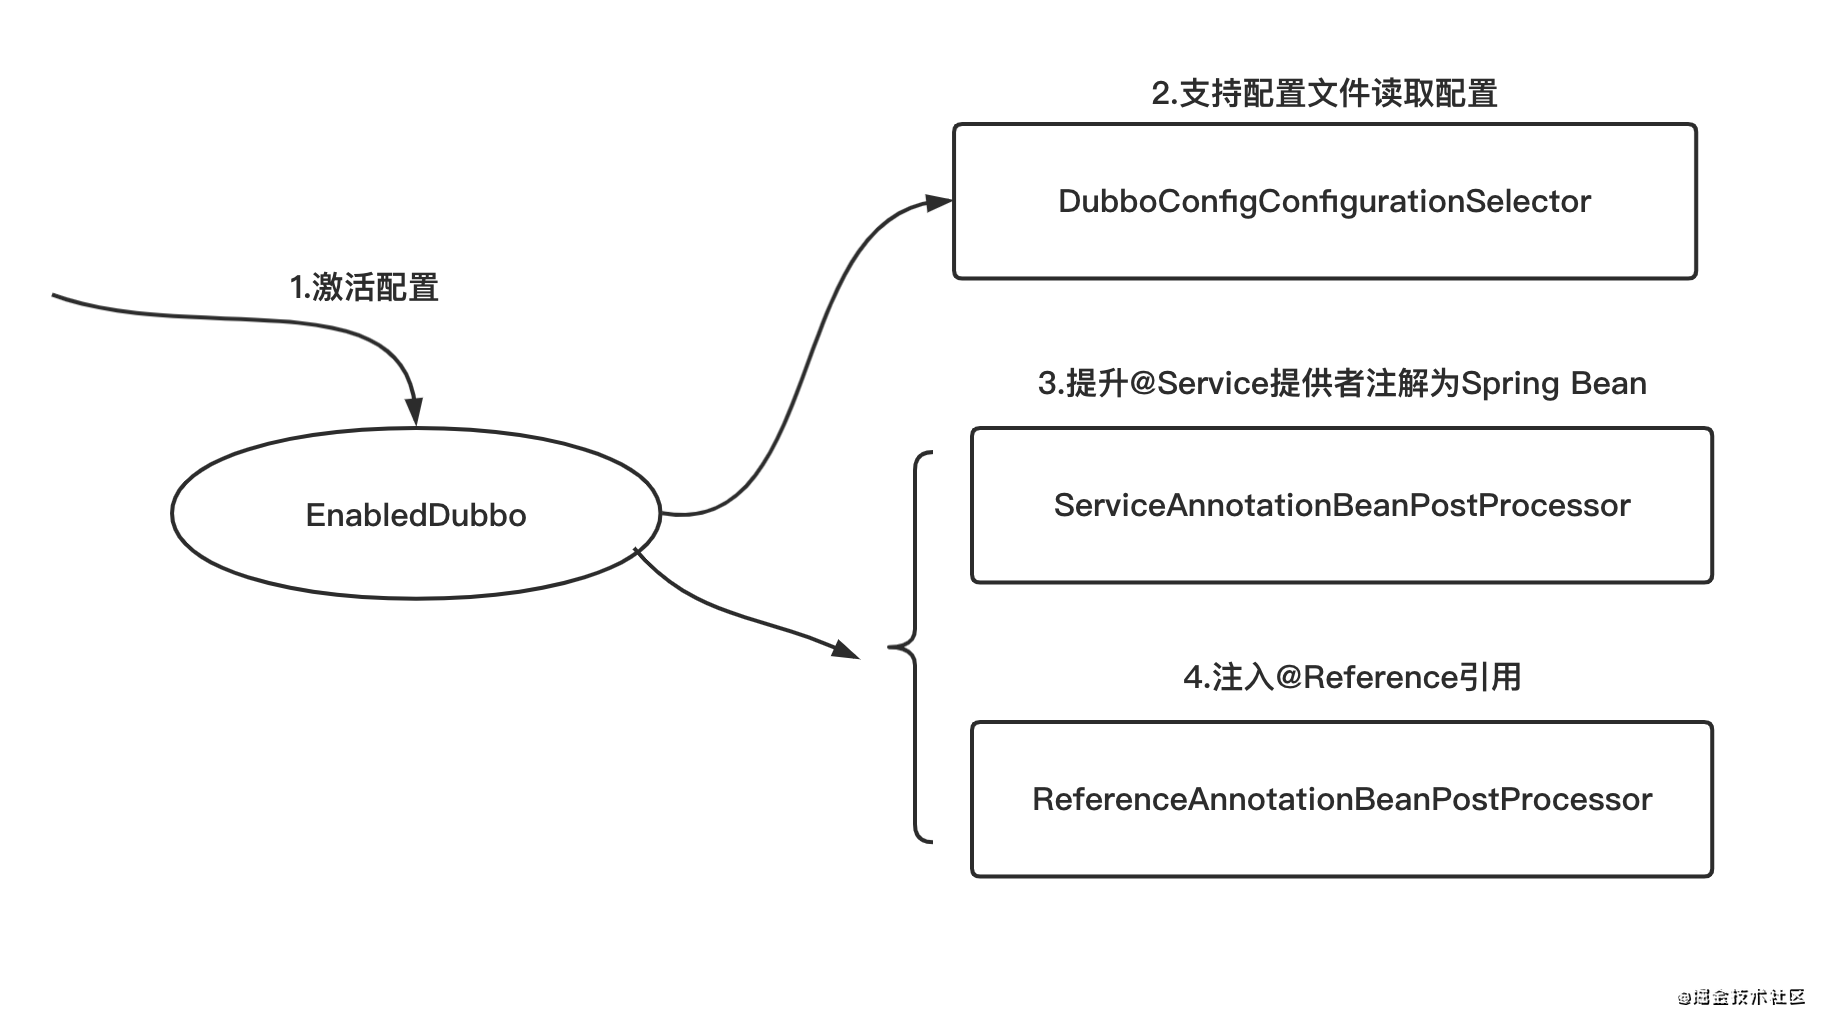 1.激活配置
EnabledDubbo
2.支持配置文件读取配置
DubboConfigConfigurationSelector
3.提升@Service提供者注解为Spring Bean
ServiceAnnotationBeanPostProcessor
4.注入@Reference引用
ReferenceAnnotationBeanPostProcessor
@掘金技术社区